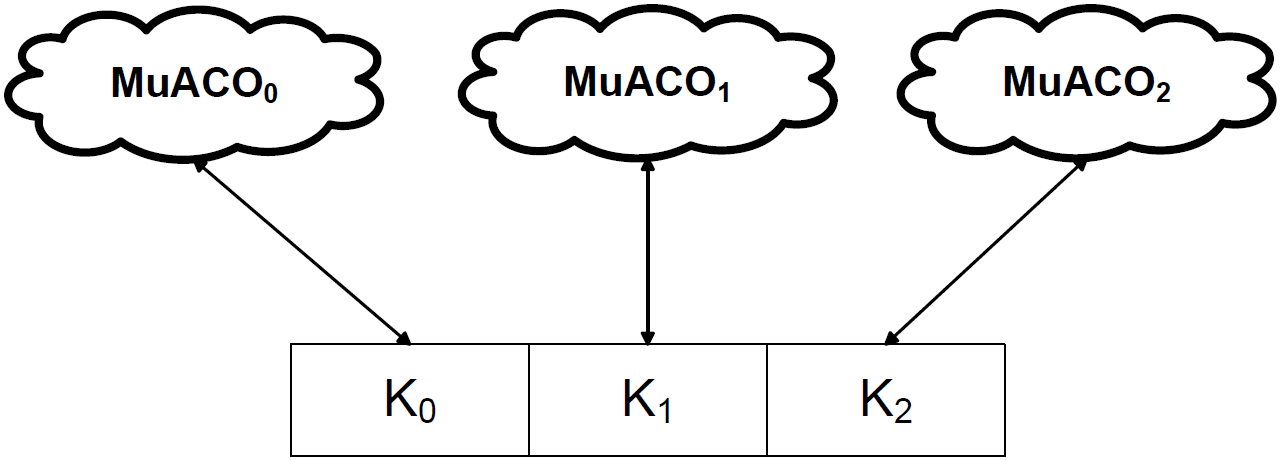 MuACO₀ MuACO₁ MuACO₂
K₀ K₁ K₂